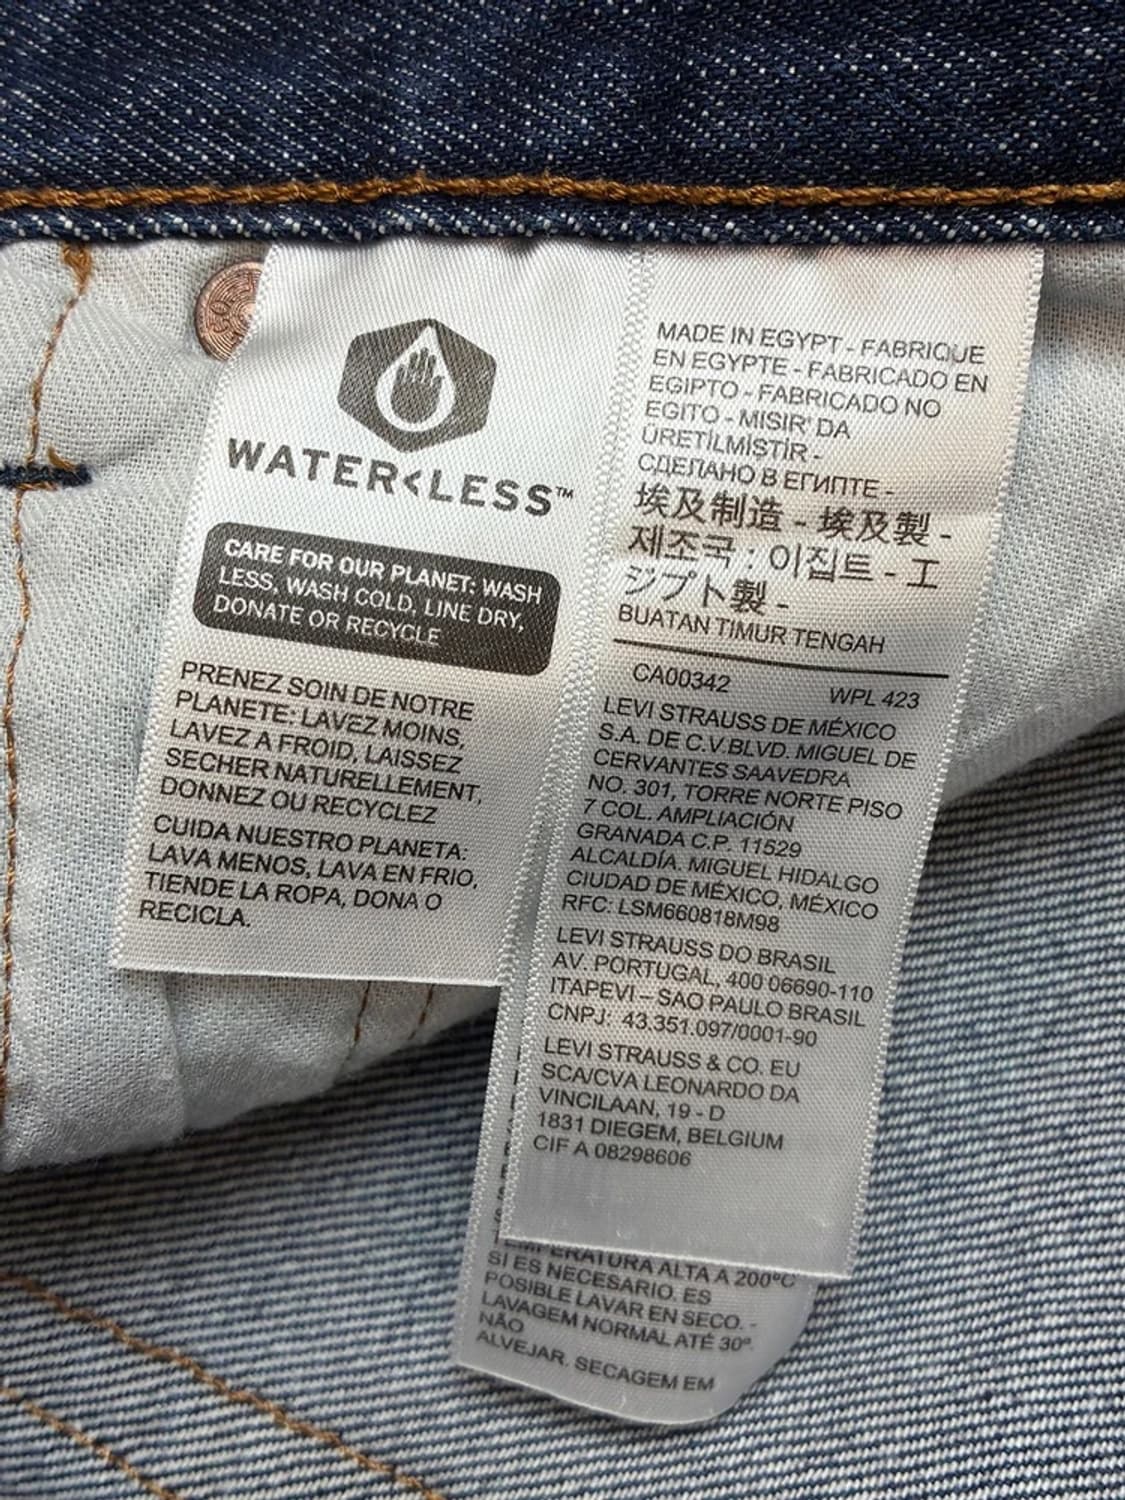 WATER<LESS™
CARE FOR OUR PLANET: WASH
LESS, WASH COLD, LINE DRY,
DONATE OR RECYCLE
PRENEZ SOIN DE NOTRE
PLANETE: LAVEZ MOINS,
LAVEZ A FROID, LAISSEZ
SECHER NATURELLEMENT,
DONNEZ OU RECYCLEZ
CUIDA NUESTRO PLANETA:
LAVA MENOS, LAVA EN FRIO,
TIENDE LA ROPA, DONA O
RECICLA.
MADE IN EGYPT - FABRIQUE
EN EGYPTE - FABRICADO EN
EGIPTO - FABRICADO NO
EGITO - MISIR' DA
ÜRETİLMİSTİR -
СДЕЛАНО В ЕГИПТЕ -
埃及制造 - 埃及製 -
제조국 : 이집트 - エ
ジプト製 -
BUATAN TIMUR TENGAH
CA00342 WPL 423
LEVI STRAUSS DE MÉXICO
S.A. DE C.V.BLVD. MIGUEL DE
CERVANTES SAAVEDRA
NO. 301, TORRE NORTE PISO
7 COL. AMPLIACIÓN
GRANADA C.P. 11529
ALCALDÍA. MIGUEL HIDALGO
CIUDAD DE MÉXICO, MÉXICO
RFC: LSM660818M98
LEVI STRAUSS DO BRASIL
AV. PORTUGAL, 400 06690-110
ITAPEVI – SAO PAULO BRASIL
CNPJ: 43.351.097/0001-90
LEVI STRAUSS & CO. EU
SCA/CVA LEONARDO DA
VINCILAAN, 19 - D
1831 DIEGEM, BELGIUM
CIF A 08298606
TEMPERATURA ALTA A 200ºC
SI ES NECESARIO. ES
POSIBLE LAVAR EN SECO. -
LAVAGEM NORMAL ATÉ 30º.
NÃO
ALVEJAR. SECAGEM EM